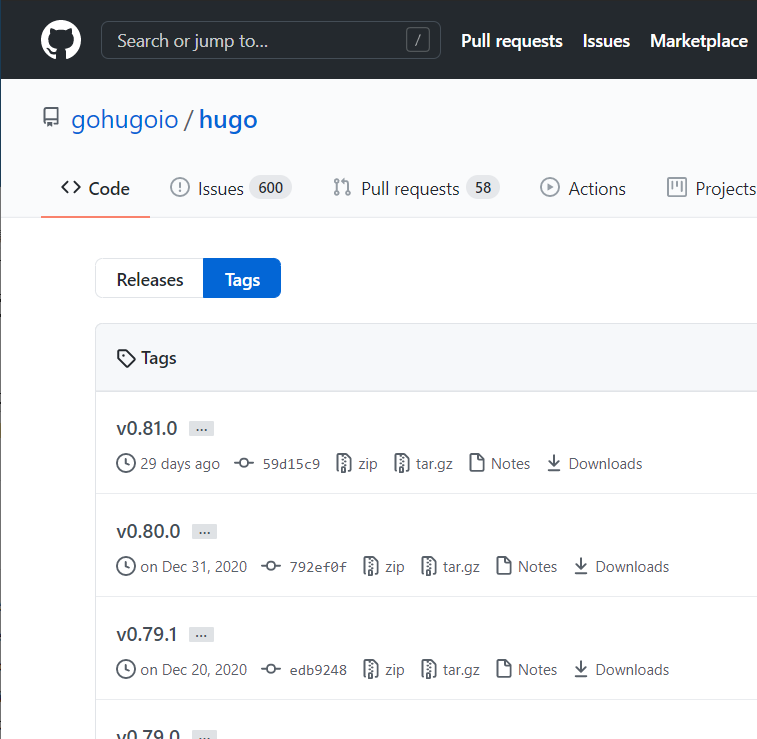 Search or jump to... / Pull requests Issues Marketplace
gohugoio / hugo
Code Issues 600 Pull requests 58 Actions Projects
Releases Tags
Tags
v0.81.0 ...
29 days ago 59d15c9 zip tar.gz Notes Downloads
v0.80.0 ...
on Dec 31, 2020 792ef0f zip tar.gz Notes Downloads
v0.79.1 ...
on Dec 20, 2020 edb9248 zip tar.gz Notes Downloads
v0.79.0 ...